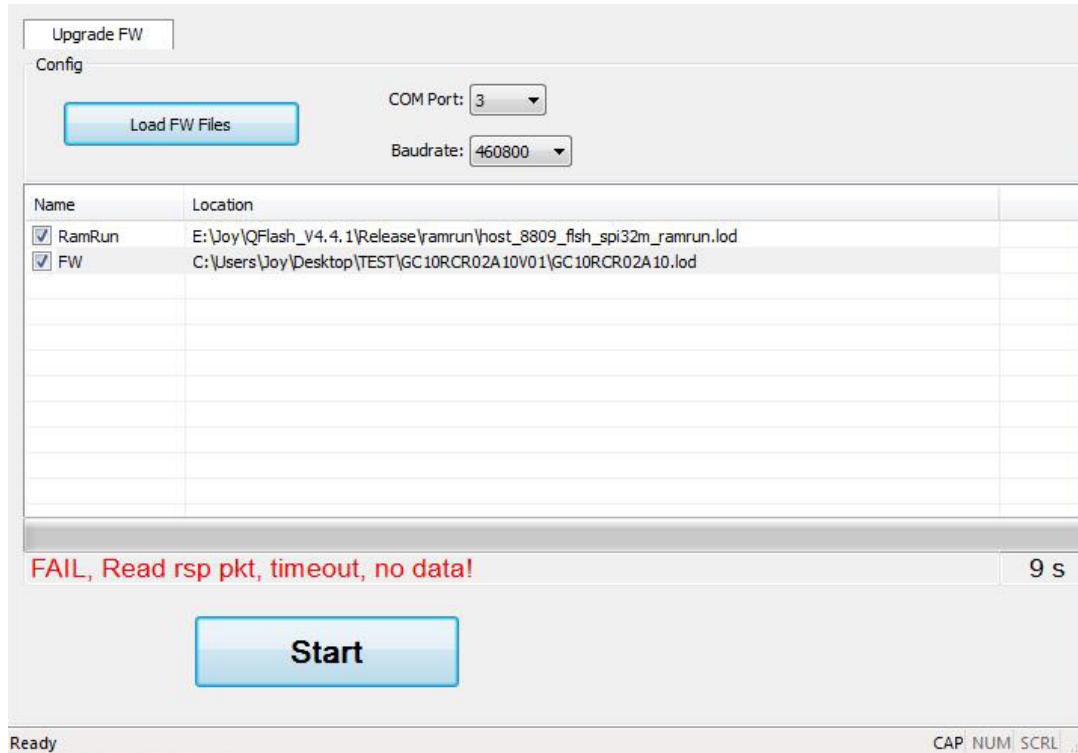 Upgrade FW
Config
Load FW Files
COM Port: 3
Baudrate: 460800
Name Location
RamRun E:\Joy\QFlash_V4.4.1\Release\ramrun\host_8809_flsh_spi32m_ramrun.lod
FW C:\Users\Joy\Desktop\TEST\GC10RCR02A10V01\GC10RCR02A10.lod
FAIL, Read rsp pkt, timeout, no data! 9 s
Start
Ready CAP NUM SCRL